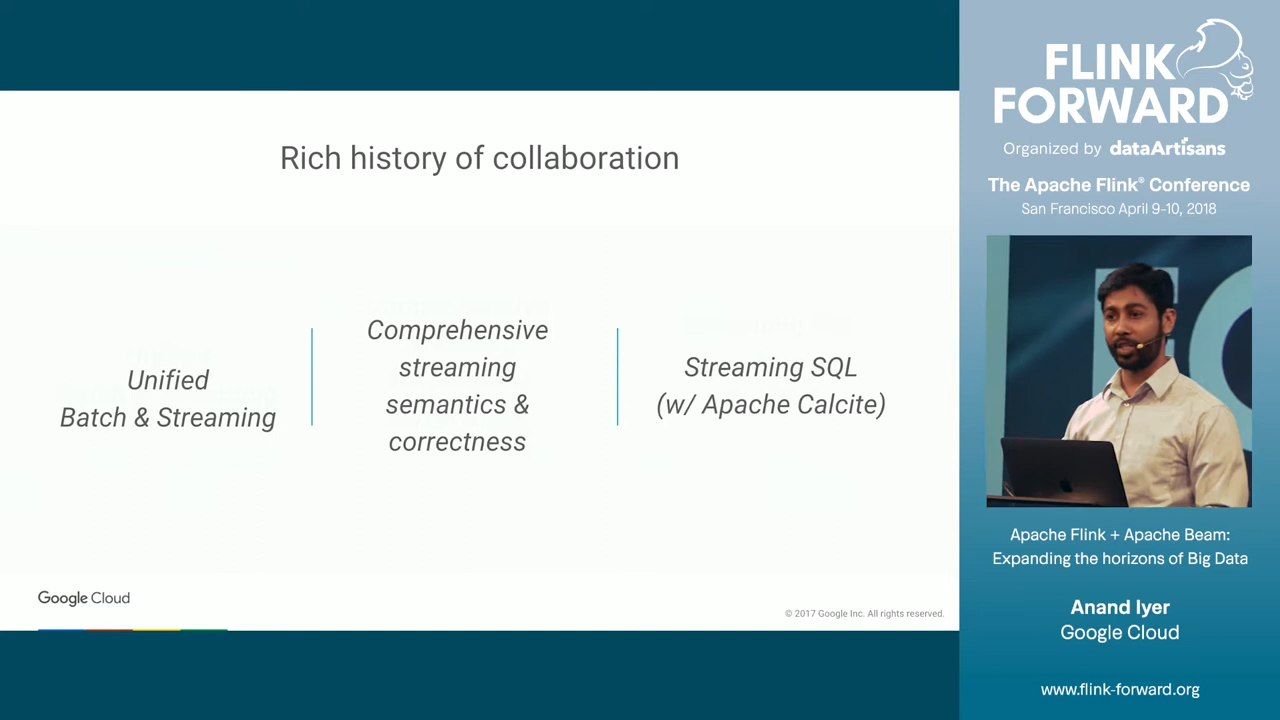 Rich history of collaboration
Unified
Batch & Streaming
Comprehensive
streaming
semantics &
correctness
Streaming SQL
(w/ Apache Calcite)
Google Cloud
© 2017 Google Inc. All rights reserved.
FLINK
FORWARD
Organized by dataArtisans
The Apache Flink® Conference
San Francisco April 9-10, 2018
Apache Flink + Apache Beam:
Expanding the horizons of Big Data
Anand Iyer
Google Cloud
www.flink-forward.org